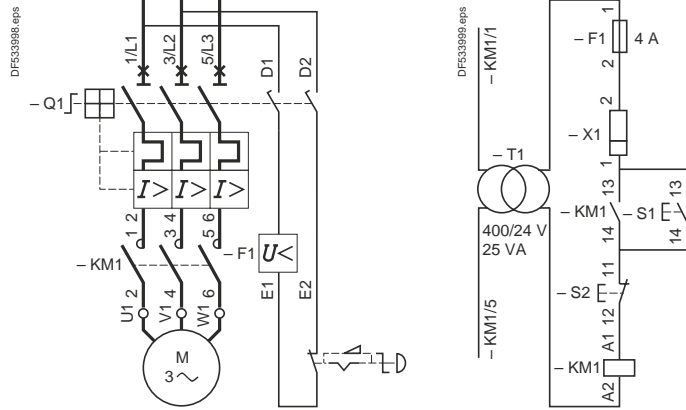 DF533998.eps
1/L1
3/L2
5/L3
D1
D2
– Q1
I>
I>
I>
1 2
3 4
5 6
– KM1
– F1
U<
2
4
6
U1
V1
W1
E1
E2
M
3
DF533999.eps
– KM1/1
– T1
400/24 V
25 VA
– KM1/5
1
– F1
4 A
2
2
– X1
1
13
– KM1
14
– S1
13
14
11
– S2
12
A1
– KM1
A2